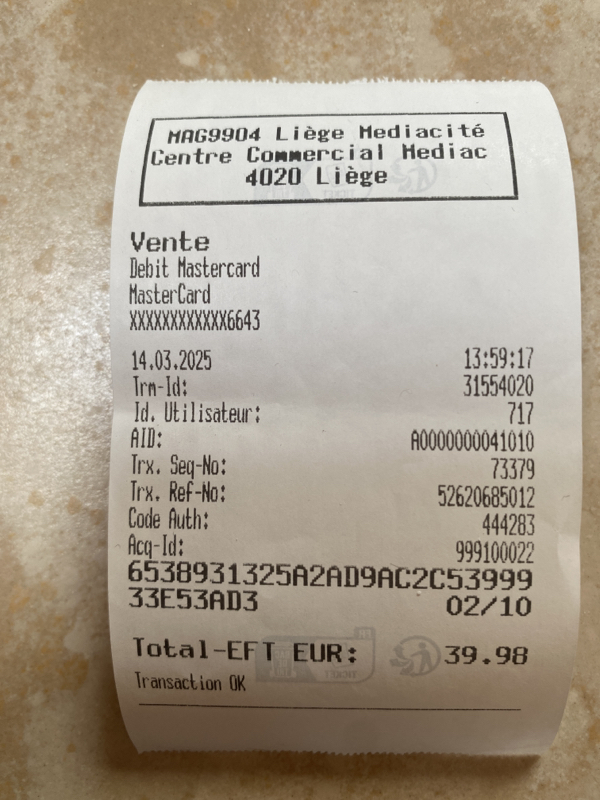 MAG9904 Liège Mediacité
Centre Commercial Mediac
4020 Liège
Vente
Debit Mastercard
MasterCard
XXXXXXXXXXXX6643
14.03.2025 13:59:17
Trm-Id: 31554020
Id. Utilisateur: 717
AID: A0000000041010
Trx. Seq-No: 73379
Trx. Ref-No: 52620685012
Code Auth: 444283
Acq-Id: 999100022
6538931325A2AD9AC2C53999
33E53AD3 02/10
Total-EFT EUR: 39.98
Transaction OK